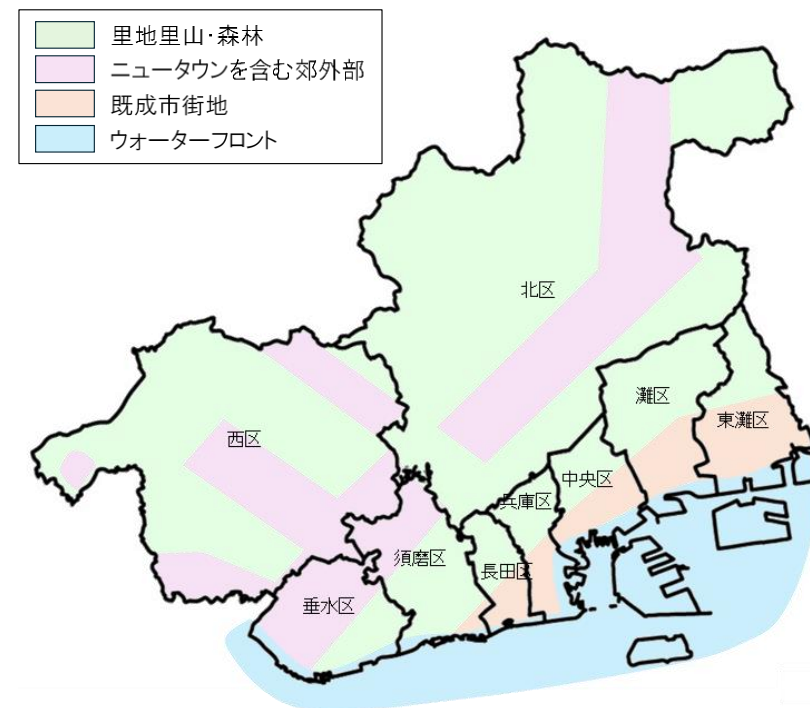 里地里山･森林
ニュータウンを含む郊外部
既成市街地
ウォーターフロント
北区
灘区
東灘区
西区
中央区
兵庫区
須磨区
長田区
垂水区